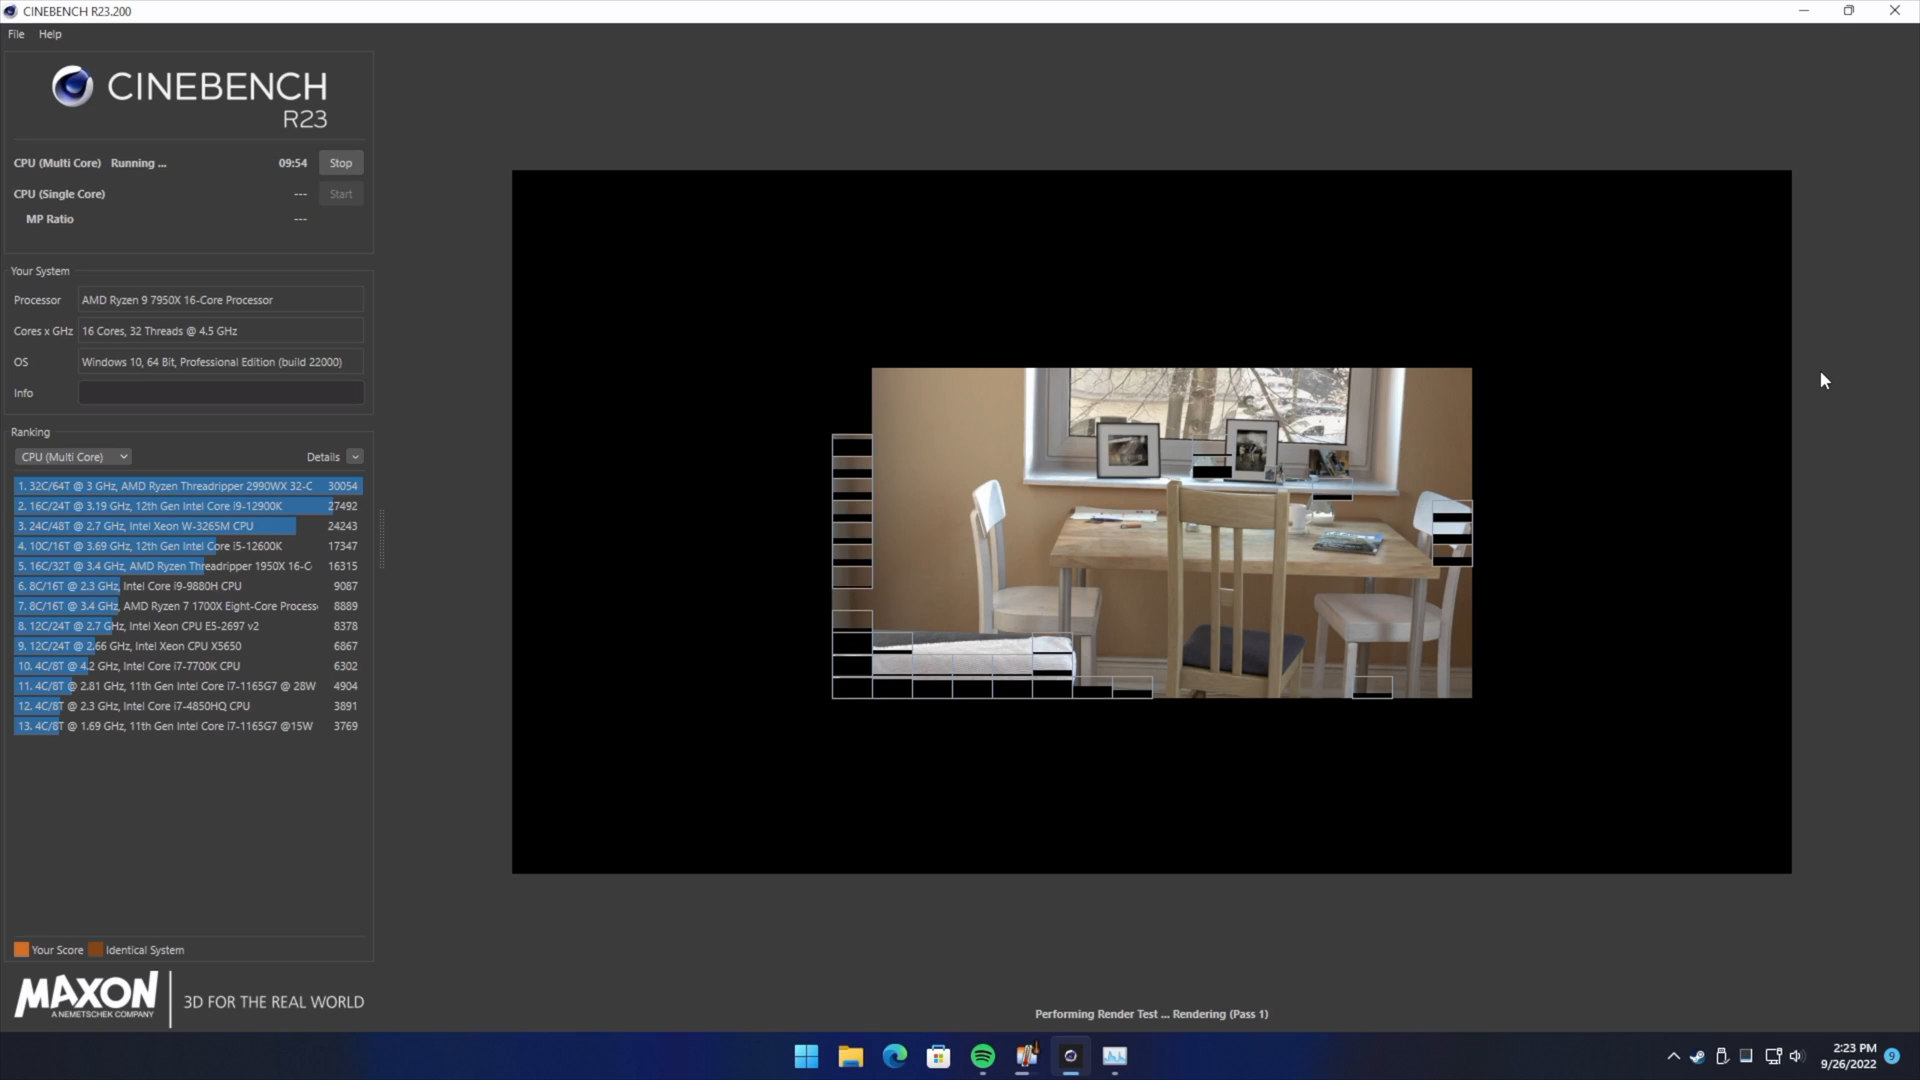 CINEBENCH R23.200
File Help
CINEBENCH
R23
CPU (Multi Core) Running ... 09:54 Stop
CPU (Single Core) --- Start
MP Ratio ---
Your System
Processor AMD Ryzen 9 7950X 16-Core Processor
Cores x GHz 16 Cores, 32 Threads @ 4.5 GHz
OS Windows 10, 64 Bit, Professional Edition (build 22000)
Info
Ranking
CPU (Multi Core) Details
1. 32C/64T @ 3 GHz, AMD Ryzen Threadripper 2990WX 32-C 30054
2. 16C/24T @ 3.19 GHz, 12th Gen Intel Core i9-12900K 27492
3. 24C/48T @ 2.7 GHz, Intel Xeon W-3265M CPU 24243
4. 10C/16T @ 3.69 GHz, 12th Gen Intel Core i5-12600K 17347
5. 16C/32T @ 3.4 GHz, AMD Ryzen Threadripper 1950X 16-C 16315
6. 8C/16T @ 2.3 GHz, Intel Core i9-9880H CPU 9087
7. 8C/16T @ 3.4 GHz, AMD Ryzen 7 1700X Eight-Core Process 8889
8. 12C/24T @ 2.7 GHz, Intel Xeon CPU E5-2697 v2 8378
9. 12C/24T @ 2.66 GHz, Intel Xeon CPU X5650 6867
10. 4C/8T @ 4.2 GHz, Intel Core i7-7700K CPU 6302
11. 4C/8T @ 2.81 GHz, 11th Gen Intel Core i7-1165G7 @ 28W 4904
12. 4C/8T @ 2.3 GHz, Intel Core i7-4850HQ CPU 3891
13. 4C/8T @ 1.69 GHz, 11th Gen Intel Core i7-1165G7 @15W 3769
Your Score Identical System
MAXON
A NEMETSCHEK COMPANY
3D FOR THE REAL WORLD
Performing Render Test ... Rendering (Pass 1)
2:23 PM
9/26/2022
9